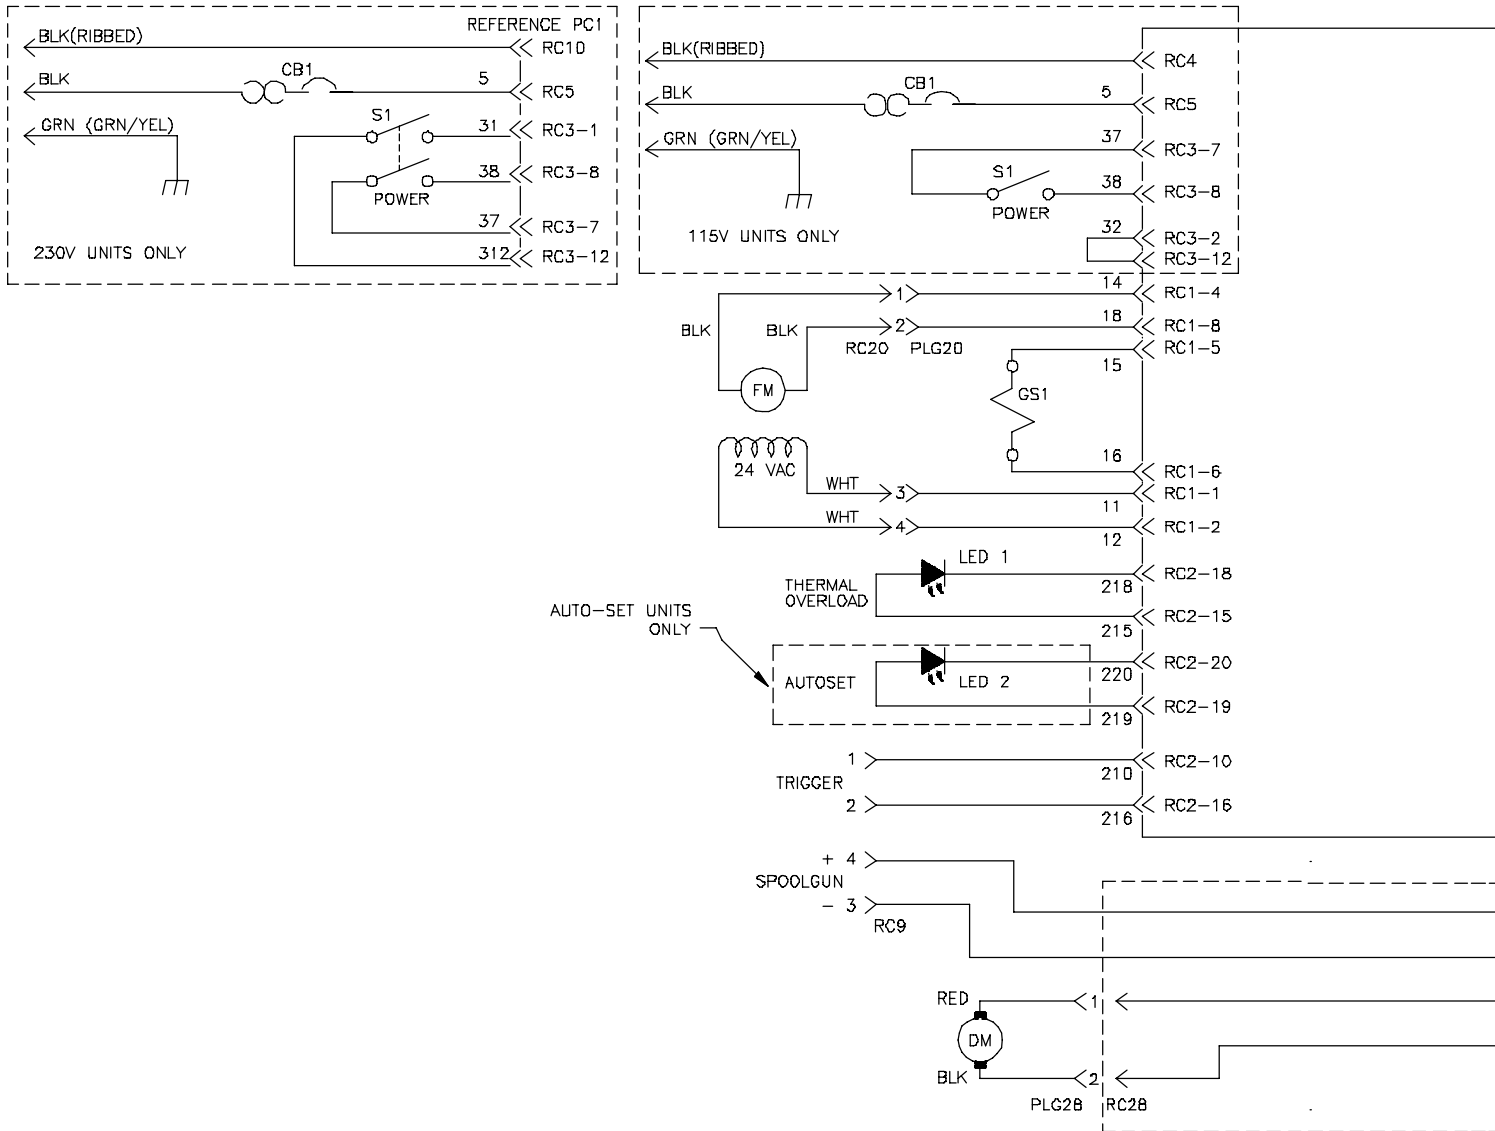 REFERENCE PC1
BLK(RIBBED)
RC10
BLK
CB1
5
RC5
GRN (GRN/YEL)
S1
31
RC3-1
38
RC3-8
POWER
37
RC3-7
312
RC3-12
230V UNITS ONLY
BLK(RIBBED)
RC4
BLK
CB1
5
RC5
GRN (GRN/YEL)
37
RC3-7
S1
38
RC3-8
POWER
32
RC3-2
115V UNITS ONLY
RC3-12
14
1
RC1-4
18
BLK
BLK
2
RC1-8
RC20
PLG20
RC1-5
15
FM
GS1
16
24 VAC
RC1-6
WHT
3
RC1-1
11
WHT
4
RC1-2
12
LED 1
THERMAL
OVERLOAD
218
RC2-18
RC2-15
215
AUTO-SET UNITS
ONLY
AUTOSET
LED 2
RC2-20
220
RC2-19
219
1
RC2-10
210
TRIGGER
2
RC2-16
216
+ 4
SPOOLGUN
- 3
RC9
RED
1
DM
BLK
2
PLG28
RC28